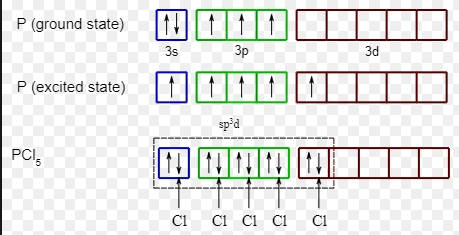 P (ground state)
3s 3p 3d
P (excited state)
sp³d
PCl₅
Cl Cl Cl Cl Cl